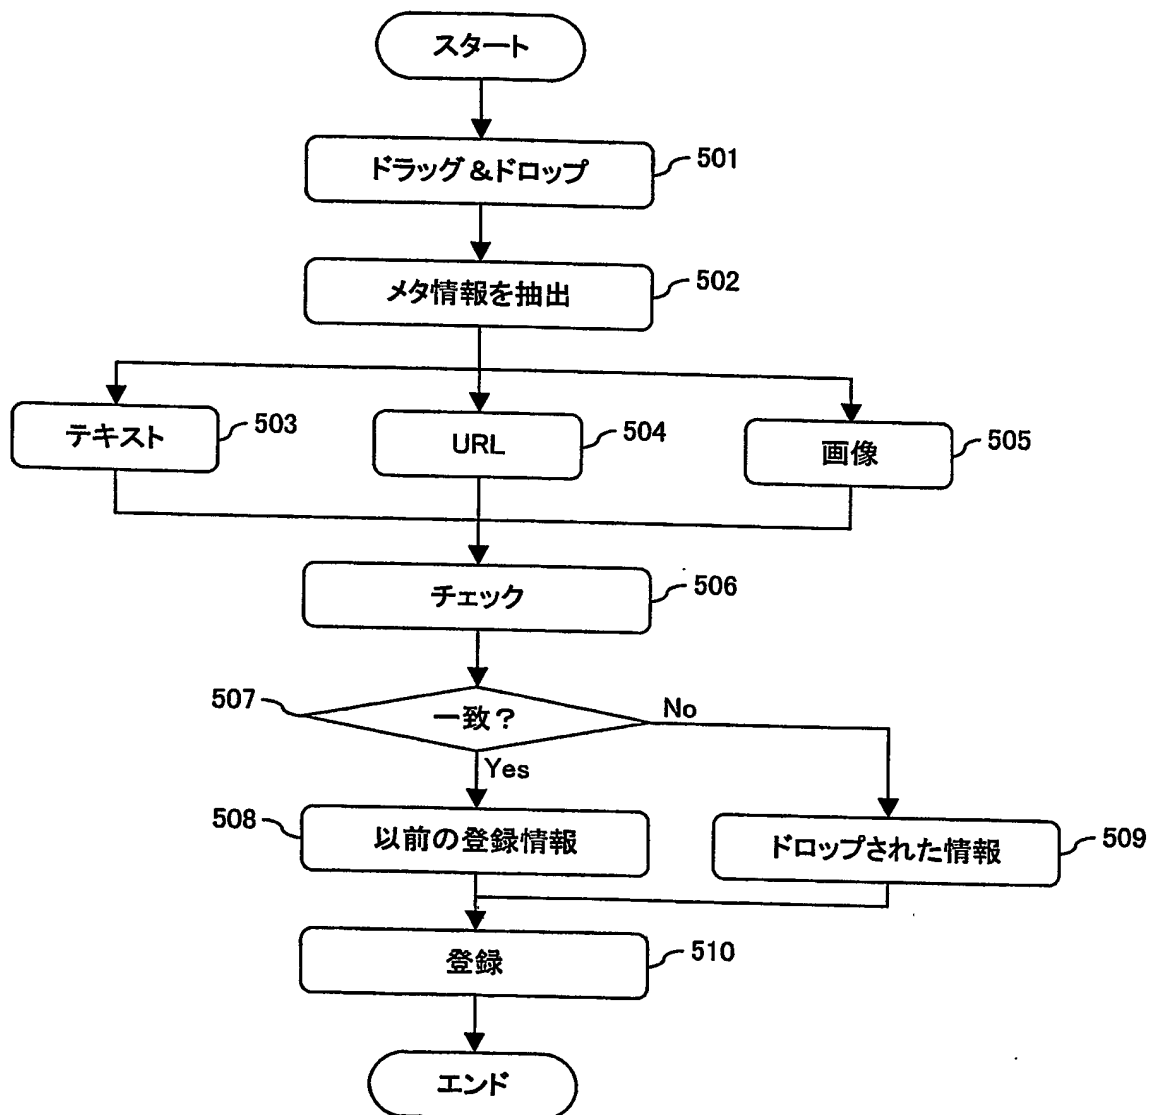 スタート
ドラッグ&ドロップ
501
メタ情報を抽出
502
テキスト
503
URL
504
画像
505
チェック
506
507
一致?
No
Yes
508
以前の登録情報
ドロップされた情報
509
登録
510
エンド